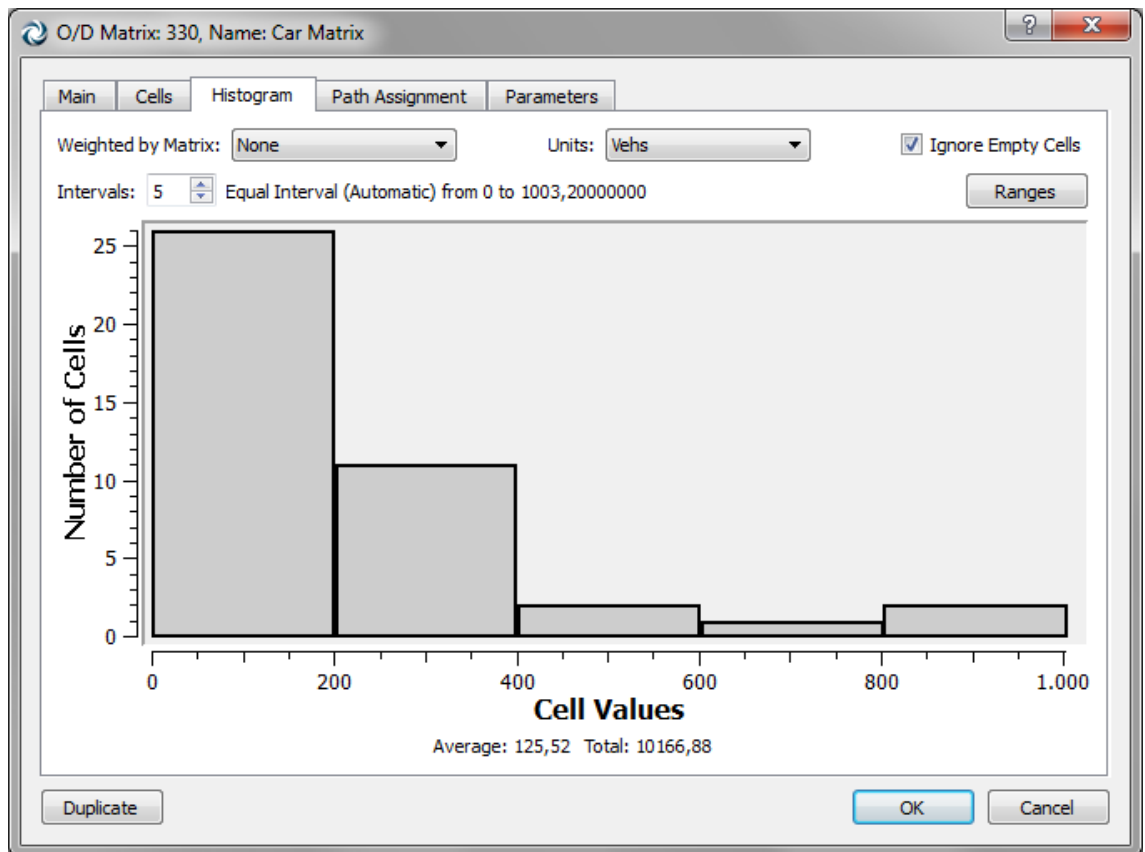 O/D Matrix: 330, Name: Car Matrix
Main Cells Histogram Path Assignment Parameters
Weighted by Matrix: None Units: Vehs Ignore Empty Cells
Intervals: 5 Equal Interval (Automatic) from 0 to 1003,20000000 Ranges
25
20
15
10
5
0
Number of Cells
0 200 400 600 800 1.000
Cell Values
Average: 125,52 Total: 10166,88
Duplicate OK Cancel